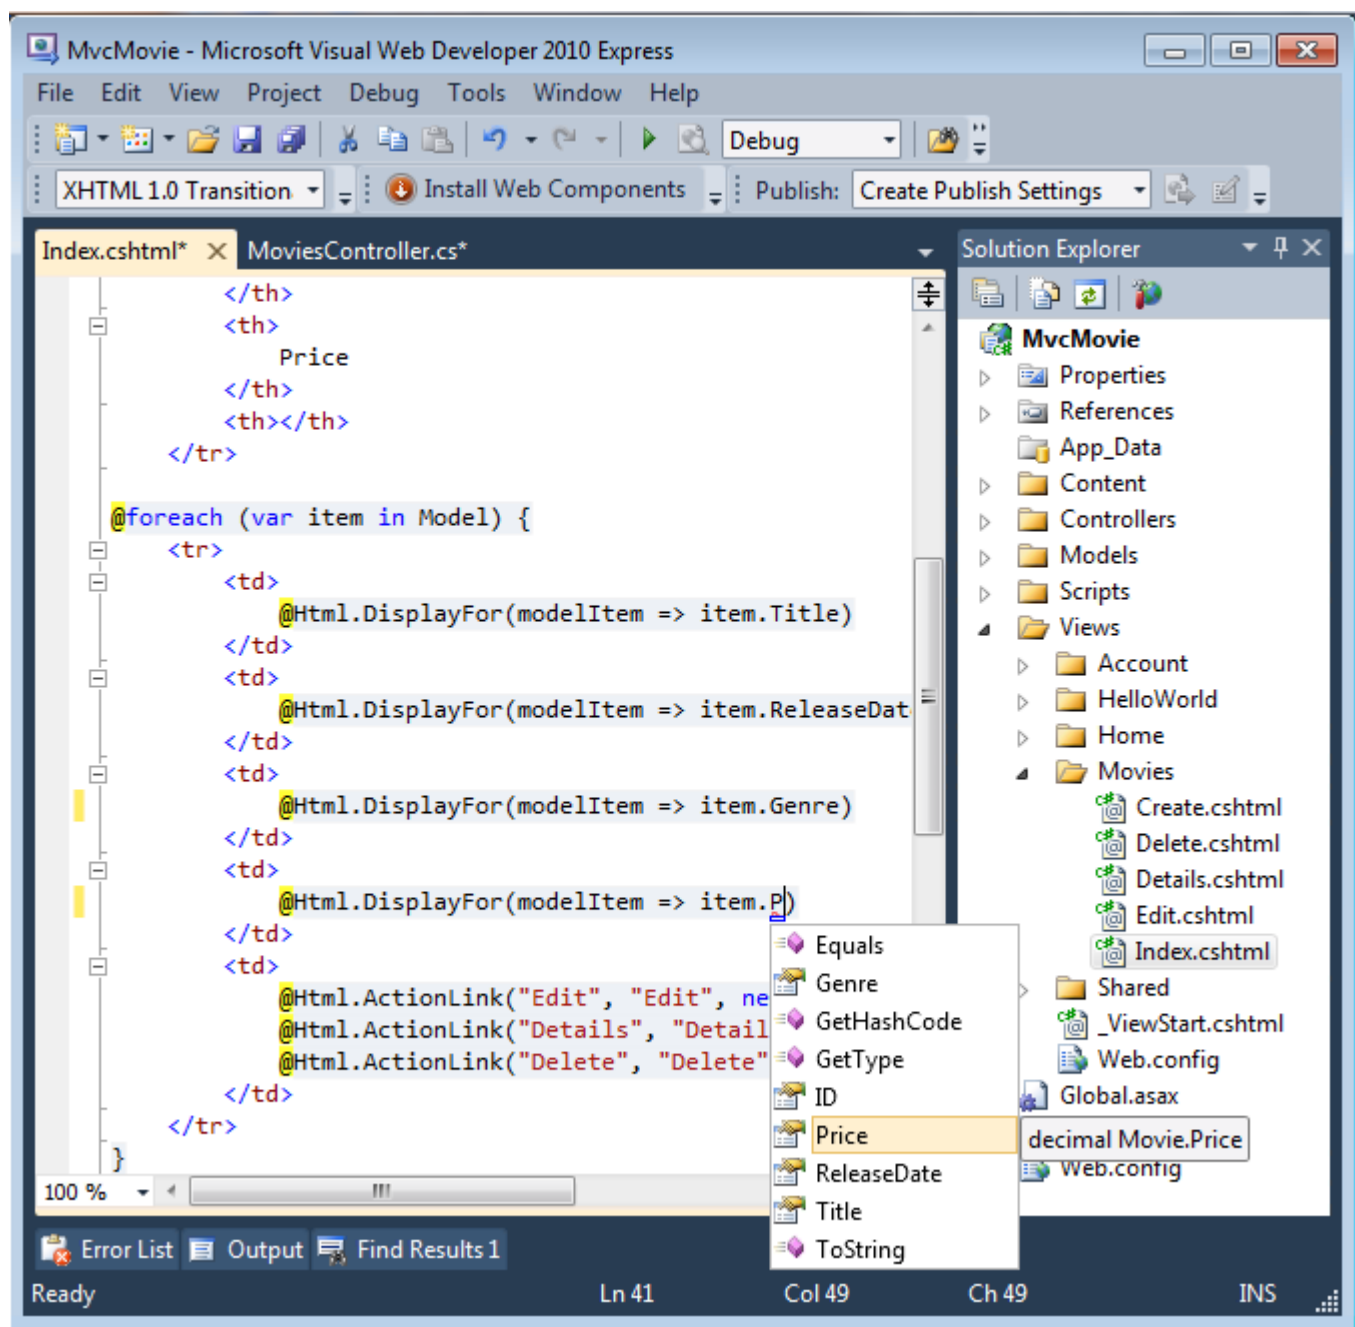 MvcMovie - Microsoft Visual Web Developer 2010 Express
File Edit View Project Debug Tools Window Help
Debug
XHTML 1.0 Transition Install Web Components Publish: Create Publish Settings
Index.cshtml* MoviesController.cs*
</th>
<th>
Price
</th>
<th></th>
</tr>
@foreach (var item in Model) {
<tr>
<td>
@Html.DisplayFor(modelItem => item.Title)
</td>
<td>
@Html.DisplayFor(modelItem => item.ReleaseDat
</td>
<td>
@Html.DisplayFor(modelItem => item.Genre)
</td>
<td>
@Html.DisplayFor(modelItem => item.P)
</td>
<td>
@Html.ActionLink("Edit", "Edit", ne
@Html.ActionLink("Details", "Detail
@Html.ActionLink("Delete", "Delete"
</td>
</tr>
}
100 %
Equals
Genre
GetHashCode
GetType
ID
Price
ReleaseDate
Title
ToString
decimal Movie.Price
Solution Explorer
MvcMovie
Properties
References
App_Data
Content
Controllers
Models
Scripts
Views
Account
HelloWorld
Home
Movies
Create.cshtml
Delete.cshtml
Details.cshtml
Edit.cshtml
Index.cshtml
Shared
_ViewStart.cshtml
Web.config
Global.asax
Web.config
Error List Output Find Results 1
Ready Ln 41 Col 49 Ch 49 INS